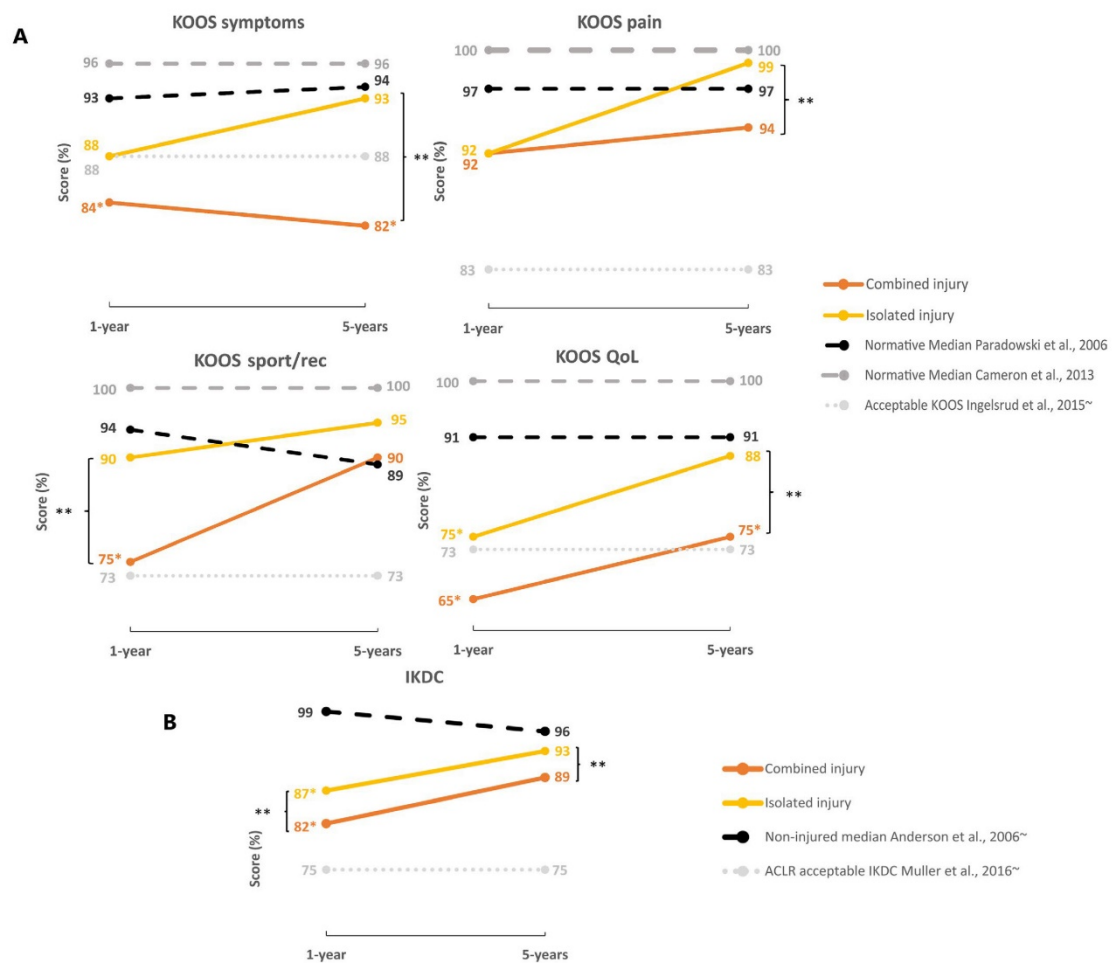 A
KOOS symptoms
96
96
93
94
88
93
88
88
84*
82*
**
Score (%)
1-year
5-years
KOOS pain
100
100
97
97
99
92
92
94
**
83
83
Score (%)
1-year
5-years
Combined injury
Isolated injury
Normative Median Paradowski et al., 2006
Normative Median Cameron et al., 2013
Acceptable KOOS Ingelsrud et al., 2015~
KOOS sport/rec
100
100
94
95
90
90
89
**
75*
73
73
Score (%)
1-year
5-years
KOOS QoL
100
100
91
91
88
75*
75*
73
73
65*
**
Score (%)
1-year
5-years
B
IKDC
99
96
93
87*
89
82*
**
**
75
75
Score (%)
1-year
5-years
Combined injury
Isolated injury
Non-injured median Anderson et al., 2006~
ACLR acceptable IKDC Muller et al., 2016~